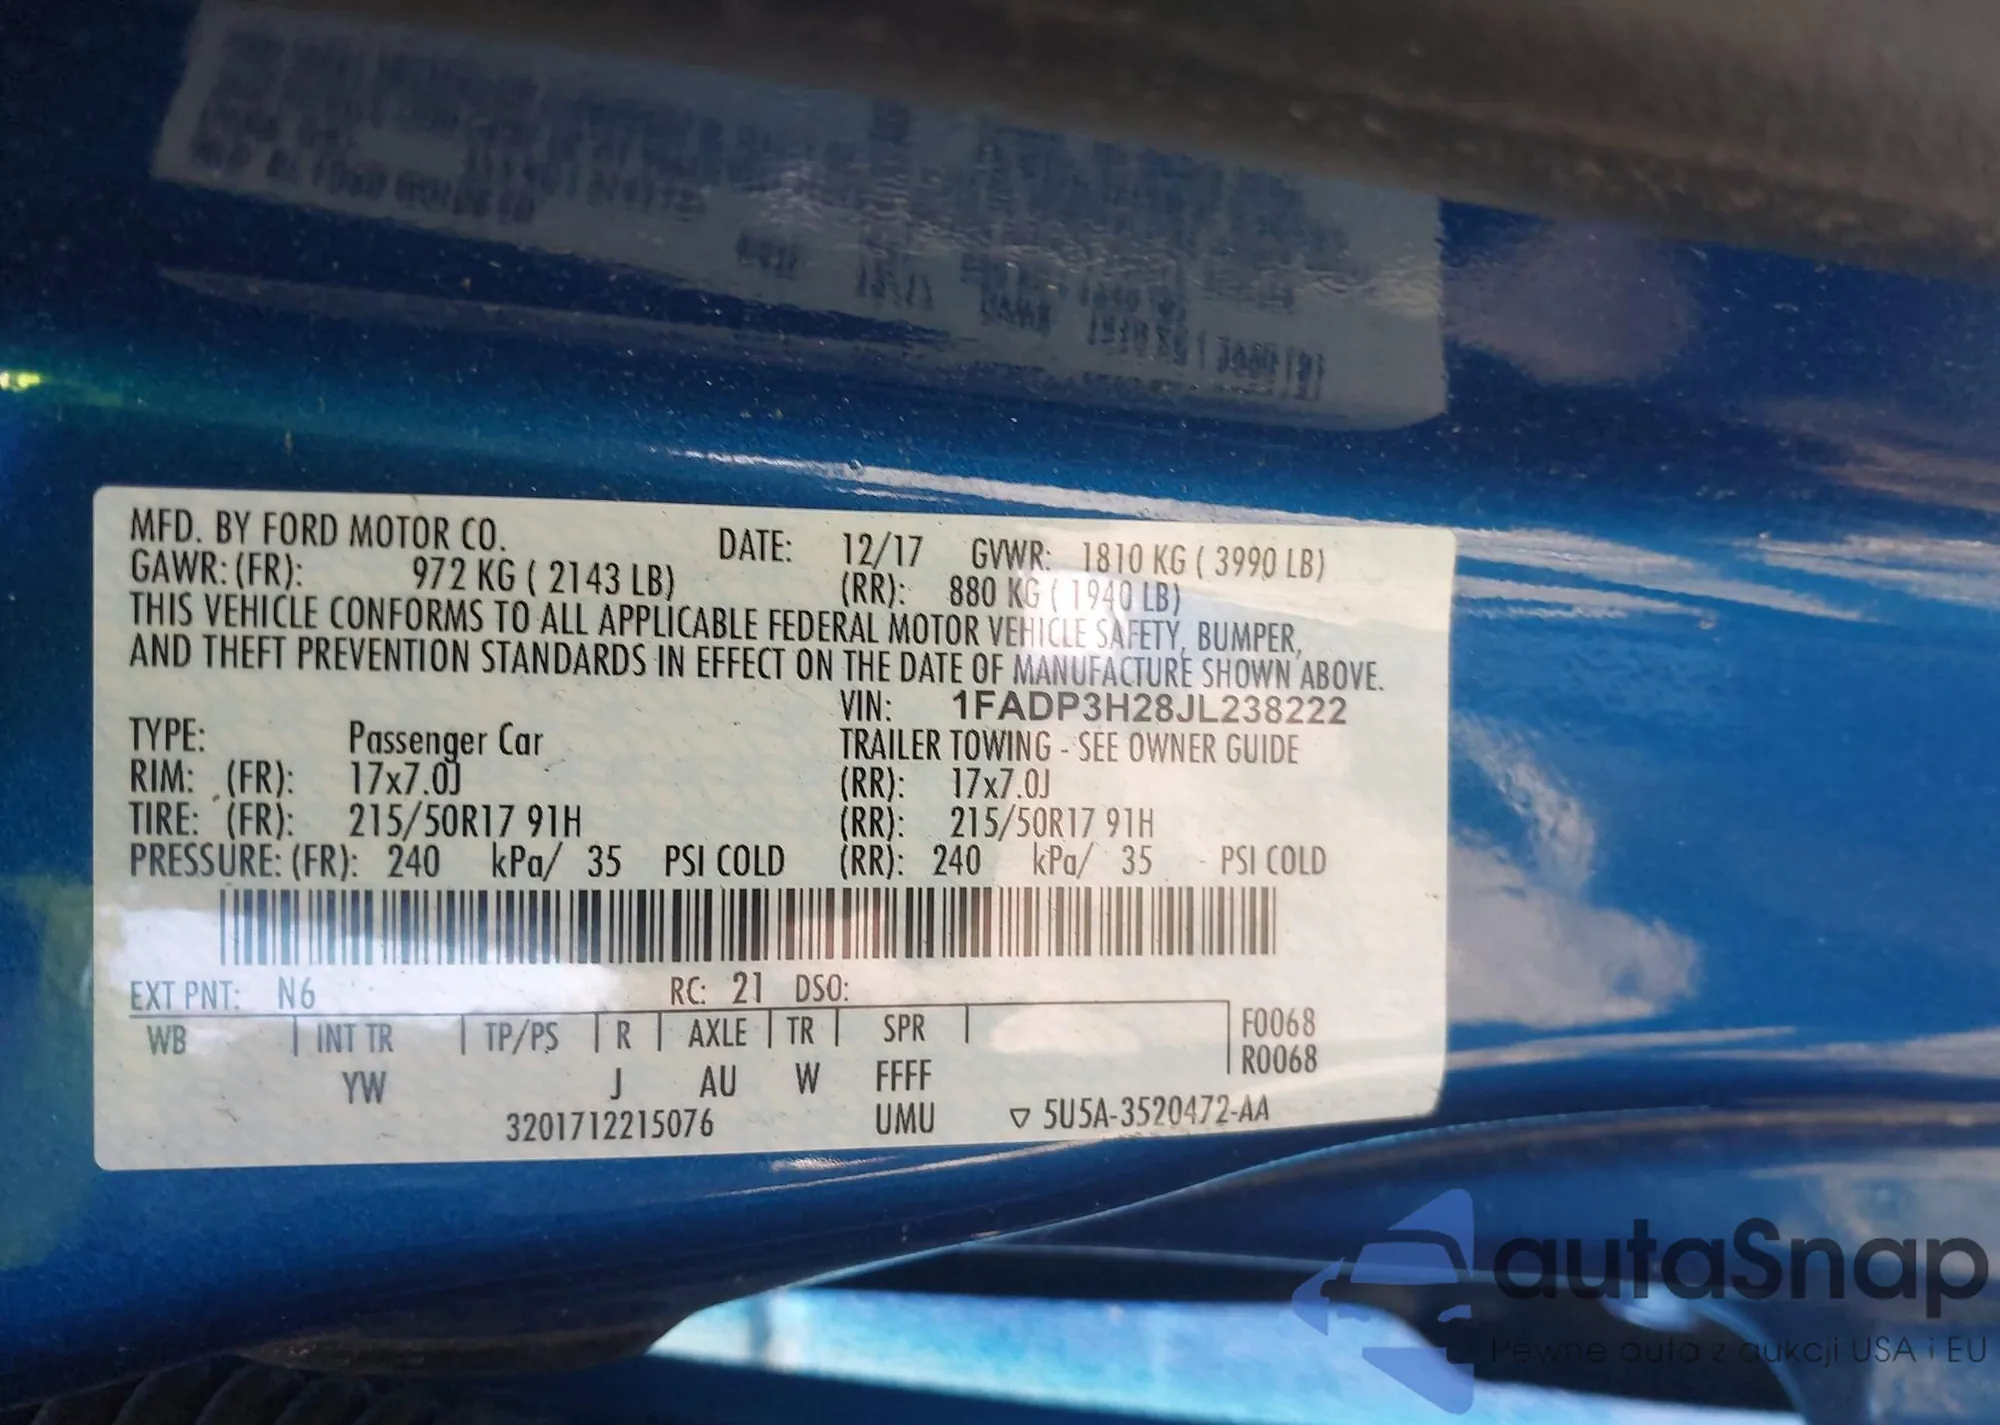 MFD. BY FORD MOTOR CO. DATE: 12/17 GVWR: 1810 KG ( 3990 LB)
GAWR: (FR): 972 KG ( 2143 LB) (RR): 880 KG ( 1940 LB)
THIS VEHICLE CONFORMS TO ALL APPLICABLE FEDERAL MOTOR VEHICLE SAFETY, BUMPER,
AND THEFT PREVENTION STANDARDS IN EFFECT ON THE DATE OF MANUFACTURE SHOWN ABOVE.
VIN: 1FADP3H28JL238222
TYPE: Passenger Car TRAILER TOWING - SEE OWNER GUIDE
RIM: (FR): 17x7.0J (RR): 17x7.0J
TIRE: (FR): 215/50R17 91H (RR): 215/50R17 91H
PRESSURE: (FR): 240 kPa/ 35 PSI COLD (RR): 240 kPa/ 35 PSI COLD
EXT PNT: N6 RC: 21 DSO:
WB INT TR TP/PS R AXLE TR SPR F0068
YW J AU W FFFF R0068
3201712215076 UMU ▽ 5U5A-3520472-AA
autaSnap
Pewne auta z aukcji USA i EU